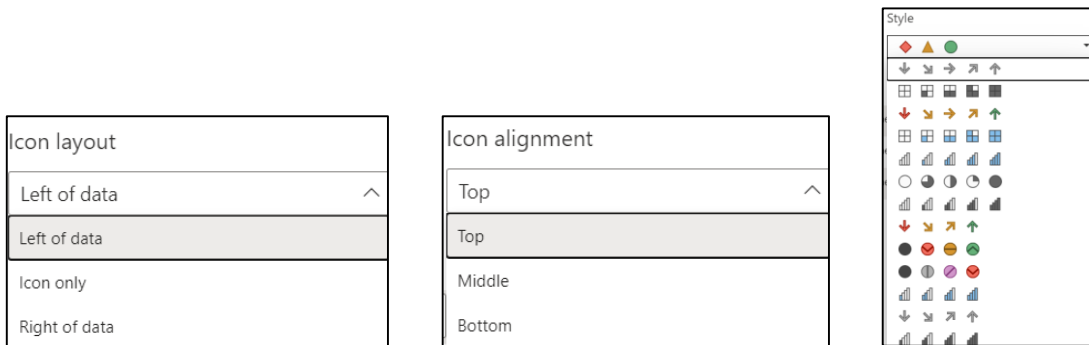 Icon layout
Left of data
Left of data
Icon only
Right of data
Icon alignment
Top
Top
Middle
Bottom
Style